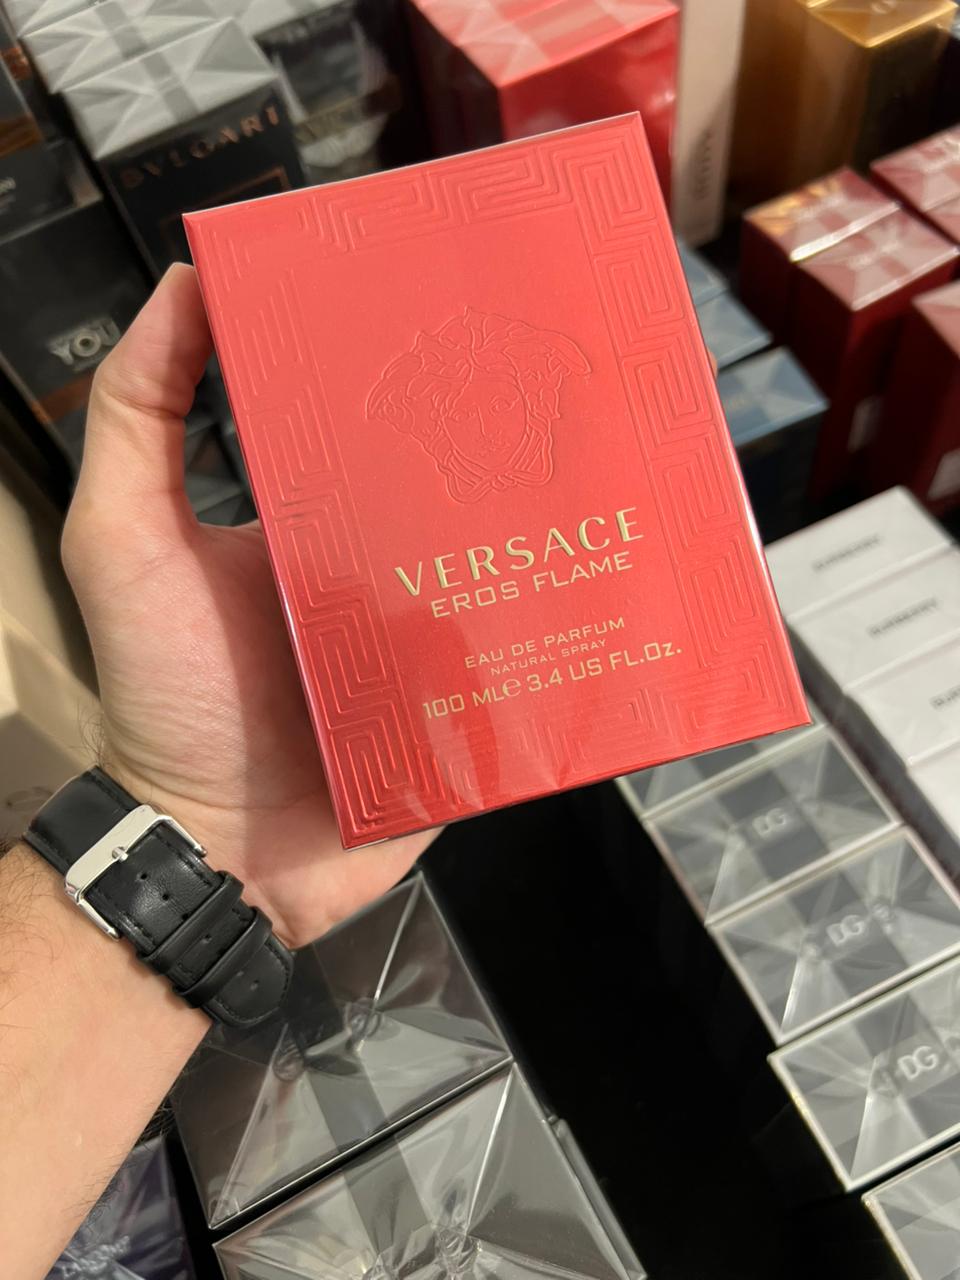 BVLGARI
YOU
VERSACE
EROS FLAME
EAU DE PARFUM
NATURAL SPRAY
100 MLe 3.4 US FL.Oz.
BURBERRY
BURBERRY
DG
DG
DG